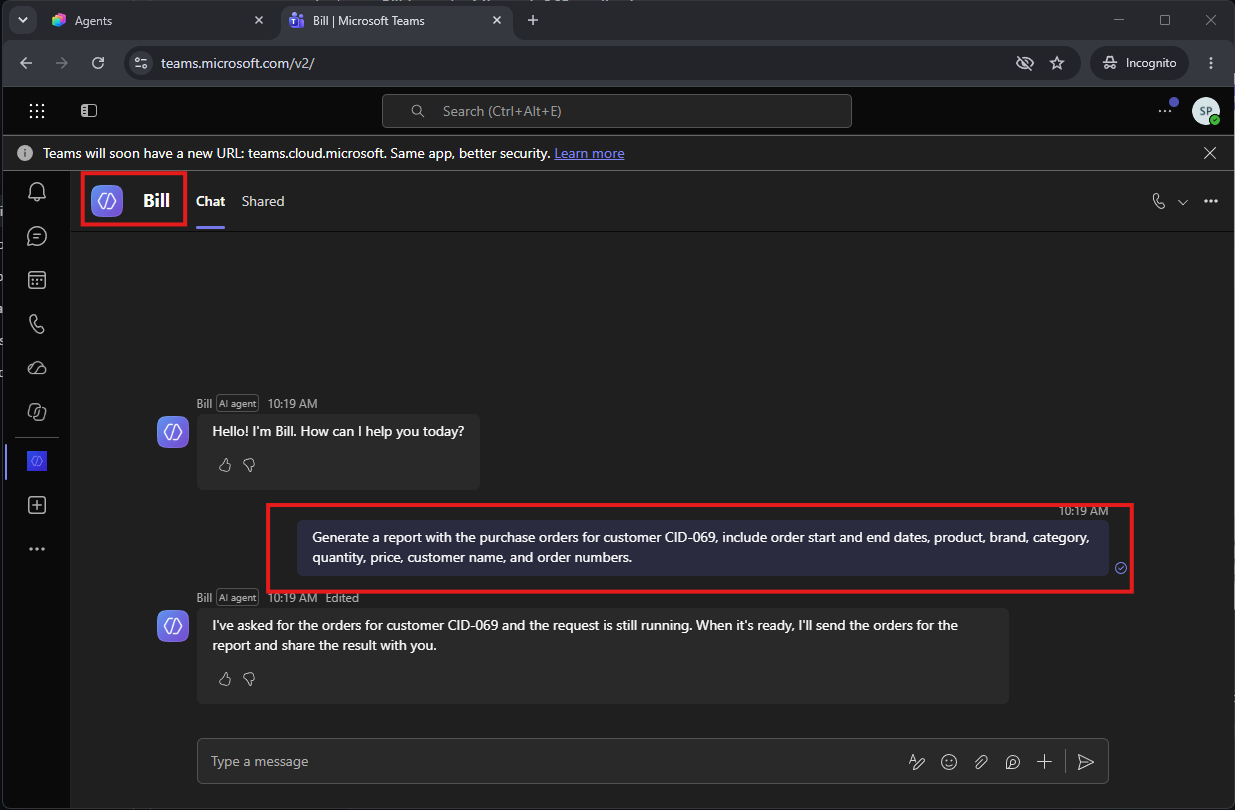 Agents
Bill | Microsoft Teams
teams.microsoft.com/v2/
Incognito
Search (Ctrl+Alt+E)
SP
Teams will soon have a new URL: teams.cloud.microsoft. Same app, better security. Learn more
Bill
Chat
Shared
Bill AI agent 10:19 AM
Hello! I'm Bill. How can I help you today?
10:19 AM
Generate a report with the purchase orders for customer CID-069, include order start and end dates, product, brand, category,
quantity, price, customer name, and order numbers.
Bill AI agent 10:19 AM Edited
I've asked for the orders for customer CID-069 and the request is still running. When it's ready, I'll send the orders for the
report and share the result with you.
Type a message